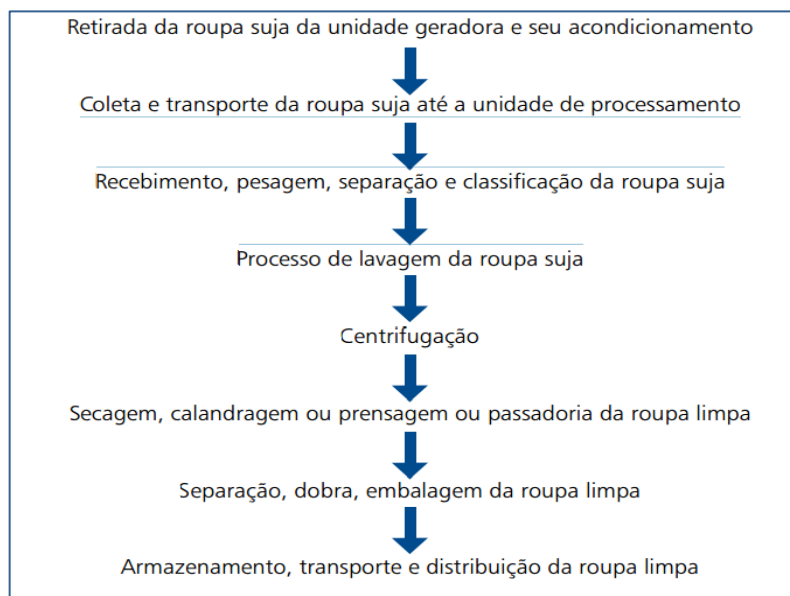 Retirada da roupa suja da unidade geradora e seu acondicionamento
Coleta e transporte da roupa suja até a unidade de processamento
Recebimento, pesagem, separação e classificação da roupa suja
Processo de lavagem da roupa suja
Centrifugação
Secagem, calandragem ou prensagem ou passadoria da roupa limpa
Separação, dobra, embalagem da roupa limpa
Armazenamento, transporte e distribuição da roupa limpa